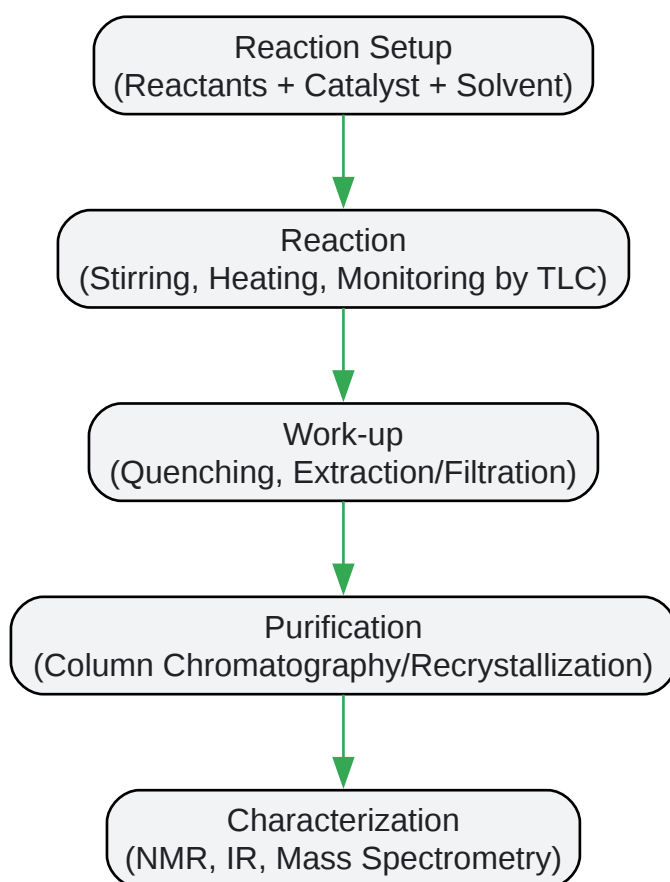 Reaction Setup
(Reactants + Catalyst + Solvent)
Reaction
(Stirring, Heating, Monitoring by TLC)
Work-up
(Quenching, Extraction/Filtration)
Purification
(Column Chromatography/Recrystallization)
Characterization
(NMR, IR, Mass Spectrometry)